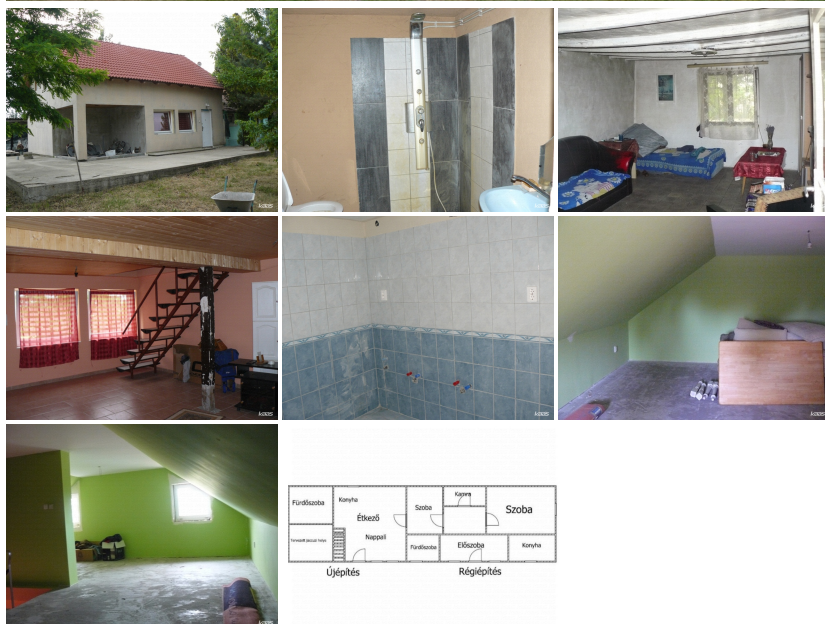 Fürdőszoba
Konyha
Étkező
Nappali
Szoba
Kamra
Szoba
Fürdőszoba
Előszoba
Konyha
Újépítés
Régiépítés